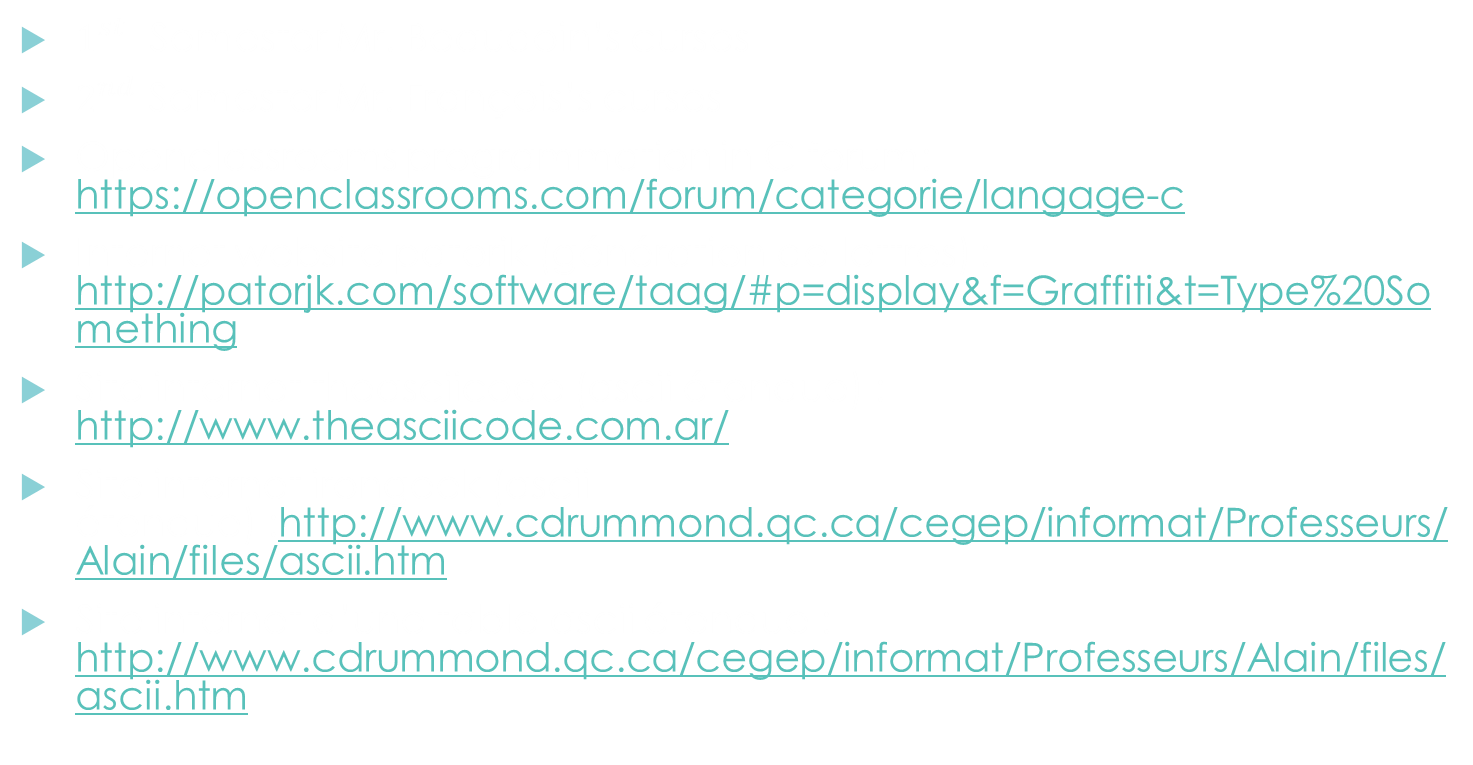 https://openclassrooms.com/forum/categorie/langage-c
http://patorjk.com/software/taag/#p=display&f=Graffiti&t=Type%20So
mething
http://www.theasciicode.com.ar/
http://www.cdrummond.qc.ca/cegep/informat/Professeurs/
Alain/files/ascii.htm
http://www.cdrummond.qc.ca/cegep/informat/Professeurs/Alain/files/
ascii.htm